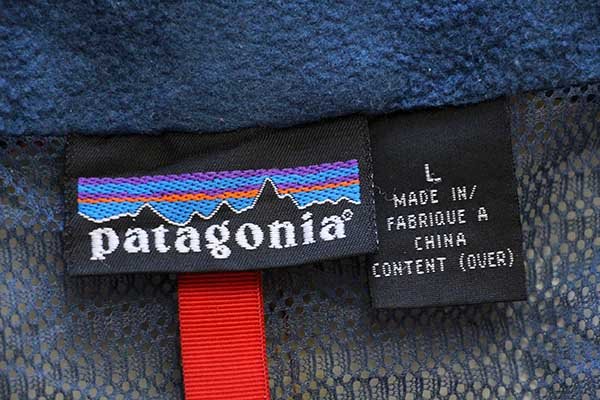 patagonia®
L
MADE IN/
FABRIQUE A
CHINA
CONTENT (OVER)